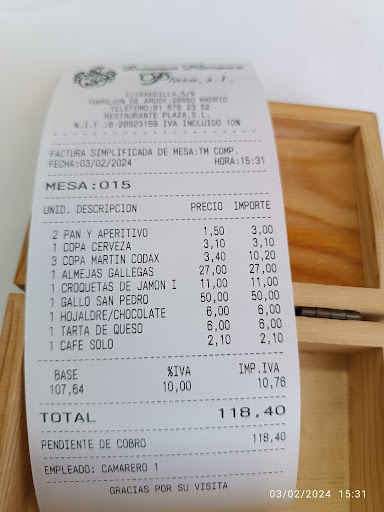 Plaza, S.L.
C/VEREDILLA,S/N
TORREJON DE ARDOZ-28850 MADRID
TELEFONO:91 676 23 52
RESTAURANTE PLAZA,S.L.
N.I.F.:B-28923159 IVA INCLUIDO 10%
FACTURA SIMPLIFICADA DE MESA:TM COMP.
FECHA:03/02/2024 HORA:15:31
MESA:015
UNID. DESCRIPCION PRECIO IMPORTE
2 PAN Y APERITIVO 1,50 3,00
1 COPA CERVEZA 3,10 3,10
3 COPA MARTIN CODAX 3,40 10,20
1 ALMEJAS GALLEGAS 27,00 27,00
1 CROQUETAS DE JAMON I 11,00 11,00
1 GALLO SAN PEDRO 50,00 50,00
1 HOJALDRE/CHOCOLATE 6,00 6,00
1 TARTA DE QUESO 6,00 6,00
1 CAFE SOLO 2,10 2,10
BASE %IVA IMP.IVA
107,64 10,00 10,76
TOTAL 118,40
PENDIENTE DE COBRO 118,40
EMPLEADO: CAMARERO 1
GRACIAS POR SU VISITA
03/02/2024 15:31